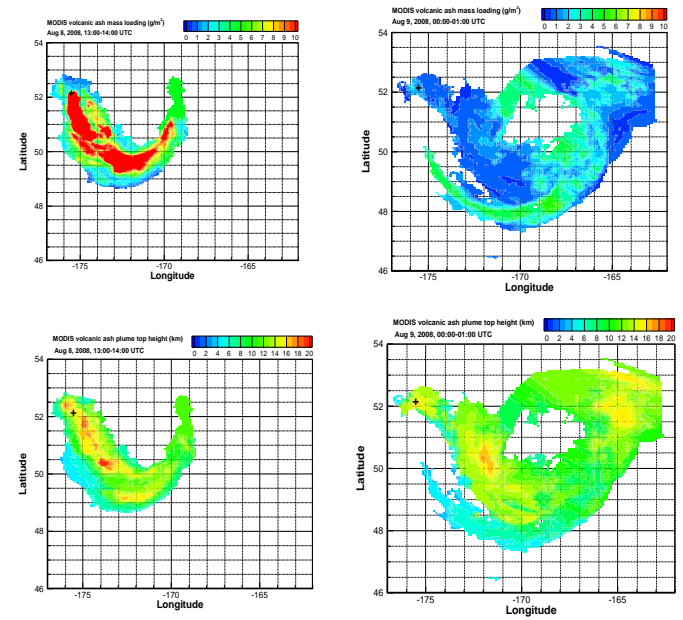 MODIS volcanic ash mass loading (g/m²)
Aug 8, 2008, 13:00-14:00 UTC
0 1 2 3 4 5 6 7 8 9 10
54
52
50
48
46
Latitude
-175 -170 -165
Longitude
MODIS volcanic ash mass loading (g/m²)
Aug 9, 2008, 00:00-01:00 UTC
0 1 2 3 4 5 6 7 8 9 10
54
52
50
48
46
Latitude
-175 -170 -165
Longitude
MODIS volcanic ash plume top height (km)
Aug 8, 2008, 13:00-14:00 UTC
0 2 4 6 8 10 12 14 16 18 20
54
52
50
48
46
Latitude
-175 -170 -165
Longitude
MODIS volcanic ash plume top height (km)
Aug 9, 2008, 00:00-01:00 UTC
0 2 4 6 8 10 12 14 16 18 20
54
52
50
48
46
Latitude
-175 -170 -165
Longitude